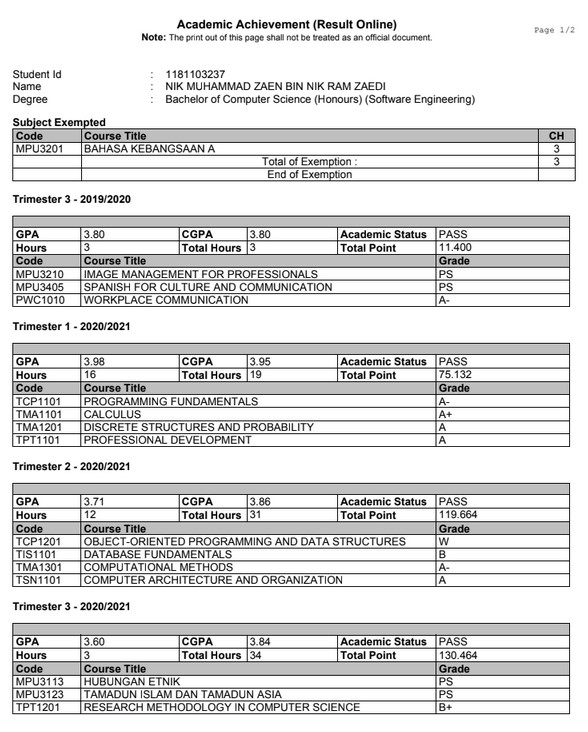 Academic Achievement (Result Online)
Page 1/2
Note: The print out of this page shall not be treated as an official document.
Student Id : 1181103237
Name : NIK MUHAMMAD ZAEN BIN NIK RAM ZAEDI
Degree : Bachelor of Computer Science (Honours) (Software Engineering)
Subject Exempted
Code Course Title CH
MPU3201 BAHASA KEBANGSAAN A 3
Total of Exemption : 3
End of Exemption
Trimester 3 - 2019/2020
GPA 3.80 CGPA 3.80 Academic Status PASS
Hours 3 Total Hours 3 Total Point 11.400
Code Course Title Grade
MPU3210 IMAGE MANAGEMENT FOR PROFESSIONALS PS
MPU3405 SPANISH FOR CULTURE AND COMMUNICATION PS
PWC1010 WORKPLACE COMMUNICATION A-
Trimester 1 - 2020/2021
GPA 3.98 CGPA 3.95 Academic Status PASS
Hours 16 Total Hours 19 Total Point 75.132
Code Course Title Grade
TCP1101 PROGRAMMING FUNDAMENTALS A-
TMA1101 CALCULUS A+
TMA1201 DISCRETE STRUCTURES AND PROBABILITY A
TPT1101 PROFESSIONAL DEVELOPMENT A
Trimester 2 - 2020/2021
GPA 3.71 CGPA 3.86 Academic Status PASS
Hours 12 Total Hours 31 Total Point 119.664
Code Course Title Grade
TCP1201 OBJECT-ORIENTED PROGRAMMING AND DATA STRUCTURES W
TIS1101 DATABASE FUNDAMENTALS B
TMA1301 COMPUTATIONAL METHODS A-
TSN1101 COMPUTER ARCHITECTURE AND ORGANIZATION A
Trimester 3 - 2020/2021
GPA 3.60 CGPA 3.84 Academic Status PASS
Hours 3 Total Hours 34 Total Point 130.464
Code Course Title Grade
MPU3113 HUBUNGAN ETNIK PS
MPU3123 TAMADUN ISLAM DAN TAMADUN ASIA PS
TPT1201 RESEARCH METHODOLOGY IN COMPUTER SCIENCE B+